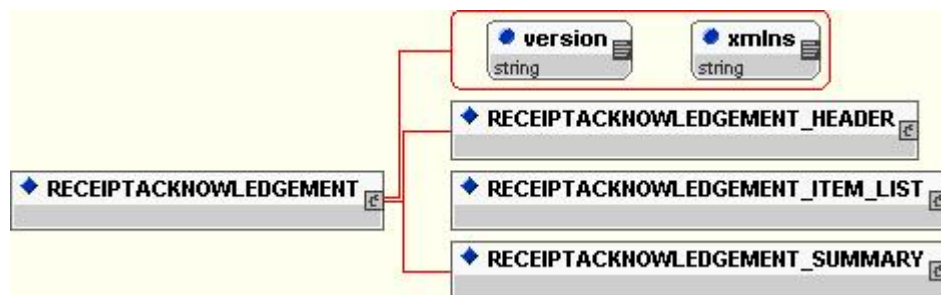 version
string
xmlns
string
RECEIPTACKNOWLEDGEMENT_HEADER
RECEIPTACKNOWLEDGEMENT
RECEIPTACKNOWLEDGEMENT_ITEM_LIST
RECEIPTACKNOWLEDGEMENT_SUMMARY